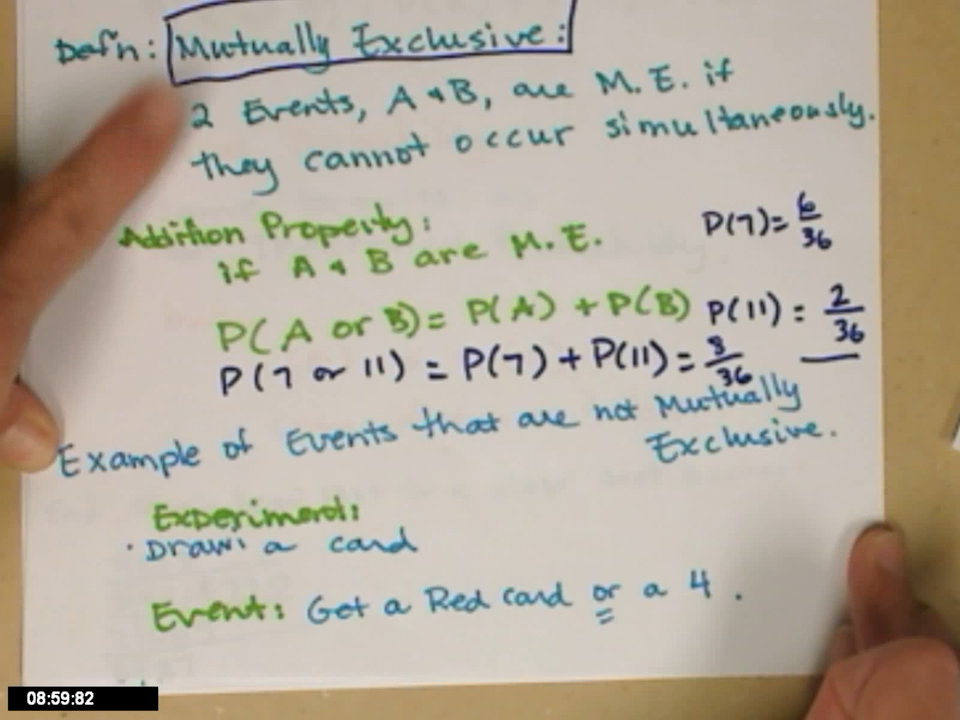 Defn: Mutually Exclusive:
2 Events, A & B, are M.E. if
they cannot occur simultaneously.
Addition Property:
if A & B are M.E.
P(7)= 6/36
P(A or B)= P(A) + P(B)
P(11) = 2/36
P(7 or 11) = P(7) + P(11) = 8/36
Example of Events that are not Mutually
Exclusive.
Experiment:
· Draw a card
Event: Get a Red card or a 4.
08:59:82